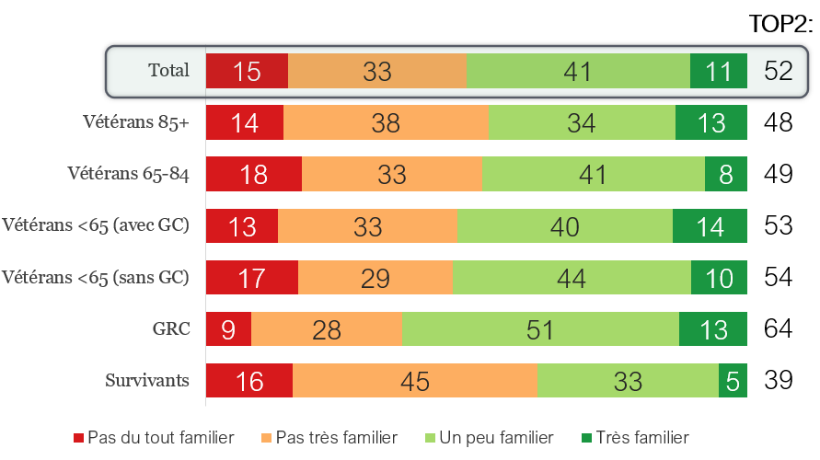 TOP2:
Total 15 33 41 11 52
Vétérans 85+ 14 38 34 13 48
Vétérans 65-84 18 33 41 8 49
Vétérans <65 (avec GC) 13 33 40 14 53
Vétérans <65 (sans GC) 17 29 44 10 54
GRC 9 28 51 13 64
Survivants 16 45 33 5 39
Pas du tout familier Pas très familier Un peu familier Très familier